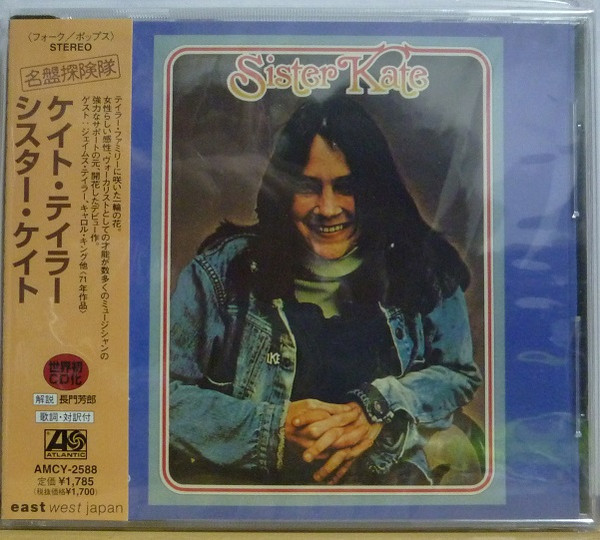 〈フォーク／ポップス〉
STEREO
名盤探険隊
ケイト・テイラー
シスター・ケイト
テイラー・ファミリーに咲いた一輪の花。
女性らしい感性、ヴォーカリストとしての才能が数多くのミュージシャンの
強力なサポートの元、開花したデビュー作。
ゲスト：ジェイムス・テイラー、キャロル・キング他〈'71年作品〉
世界初
CD化
解説 長門芳郎
歌詞・対訳付
ATLANTIC
AMCY-2588
定価 ¥1,785
(税抜価格¥1,700)
east west japan
Sister Kate